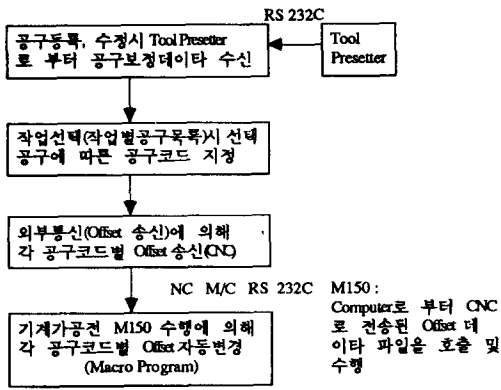 RS 232C
공구등록, 수정시 Tool Presetter
로 부터 공구보정데이타 수신
Tool
Presetter
작업선택(작업별공구목록)시 선택
공구에 따른 공구코드 지정
외부통신(Offset 송신)에 의해
각 공구코드별 Offset 송신(CNC)
NC M/C RS 232C
M150 :
Computer로 부터 CNC
로 전송된 Offset 데
이타 파일을 호출 및
수행
기계가공전 M150 수행에 의해
각 공구코드별 Offset자동변경
(Macro Program)